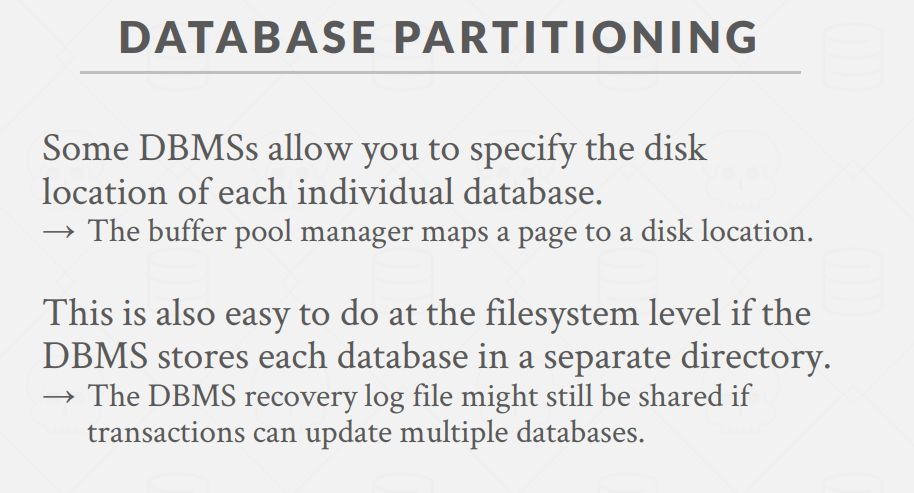 DATABASE PARTITIONING
Some DBMSs allow you to specify the disk
location of each individual database.
→ The buffer pool manager maps a page to a disk location.
This is also easy to do at the filesystem level if the
DBMS stores each database in a separate directory.
→ The DBMS recovery log file might still be shared if
transactions can update multiple databases.